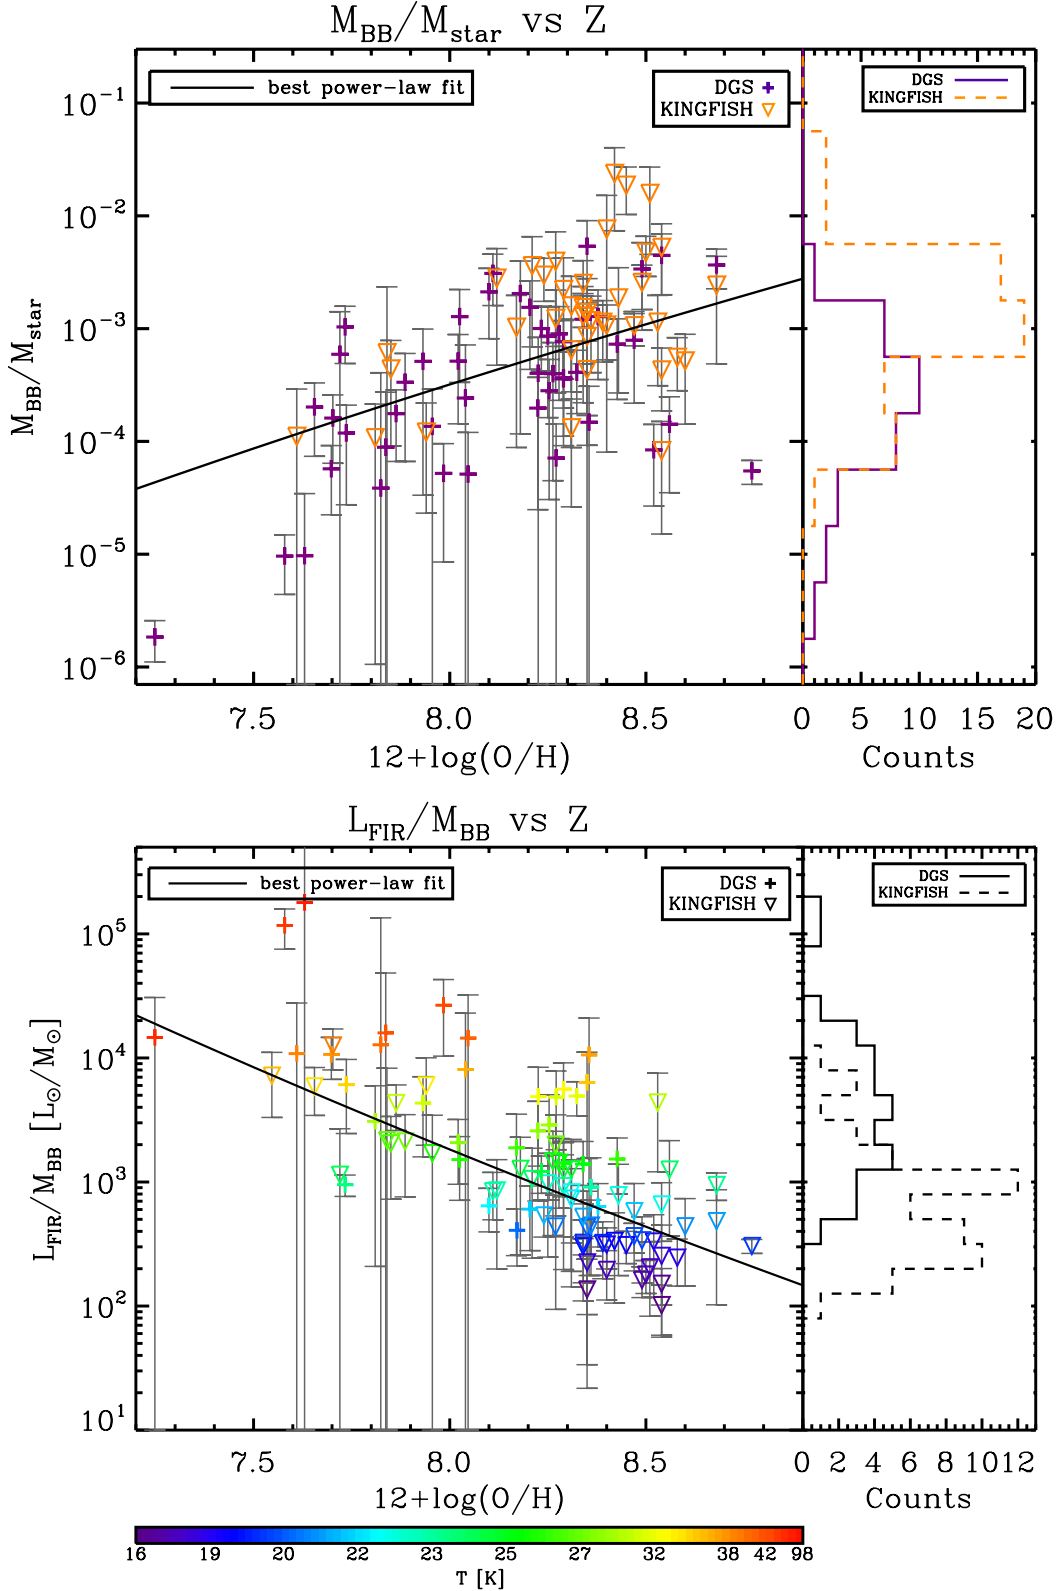 M_BB/M_star vs Z
best power-law fit
DGS
KINGFISH
DGS
KINGFISH
M_BB/M_star
10^-1
10^-2
10^-3
10^-4
10^-5
10^-6
7.5 8.0 8.5
0 5 10 15 20
12+log(O/H)
Counts
L_FIR/M_BB vs Z
best power-law fit
DGS
KINGFISH
DGS
KINGFISH
L_FIR/M_BB [L_⊙/M_⊙]
10^5
10^4
10^3
10^2
10^1
7.5 8.0 8.5
0 2 4 6 8 10 12
12+log(O/H)
Counts
16 19 20 22 23 25 27 32 38 42 98
T [K]